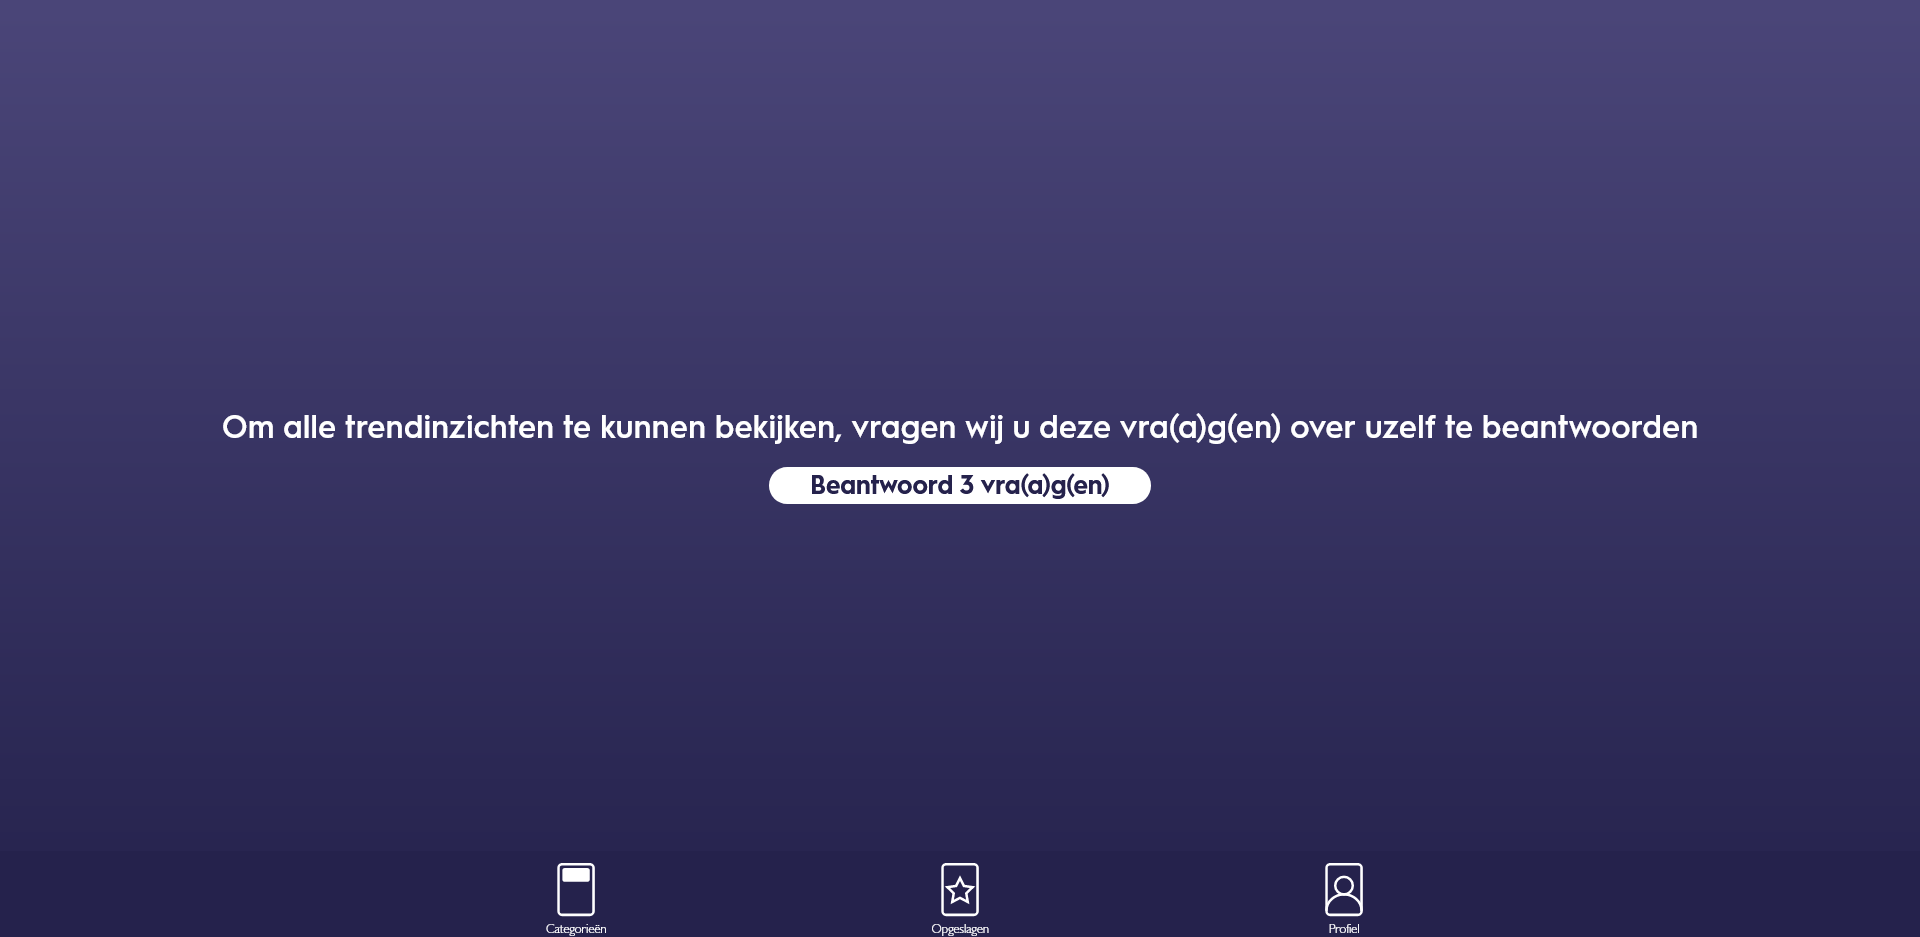 Om alle trendinzichten te kunnen bekijken, vragen wij u deze vra(a)g(en) over uzelf te beantwoorden
Beantwoord 3 vra(a)g(en)
Categorieën
Opgeslagen
Profiel